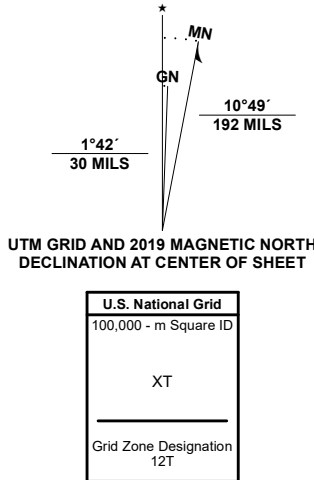 ★
MN
GN
1°42´
30 MILS
10°49´
192 MILS
UTM GRID AND 2019 MAGNETIC NORTH
DECLINATION AT CENTER OF SHEET
U.S. National Grid
100,000 - m Square ID
XT
Grid Zone Designation
12T